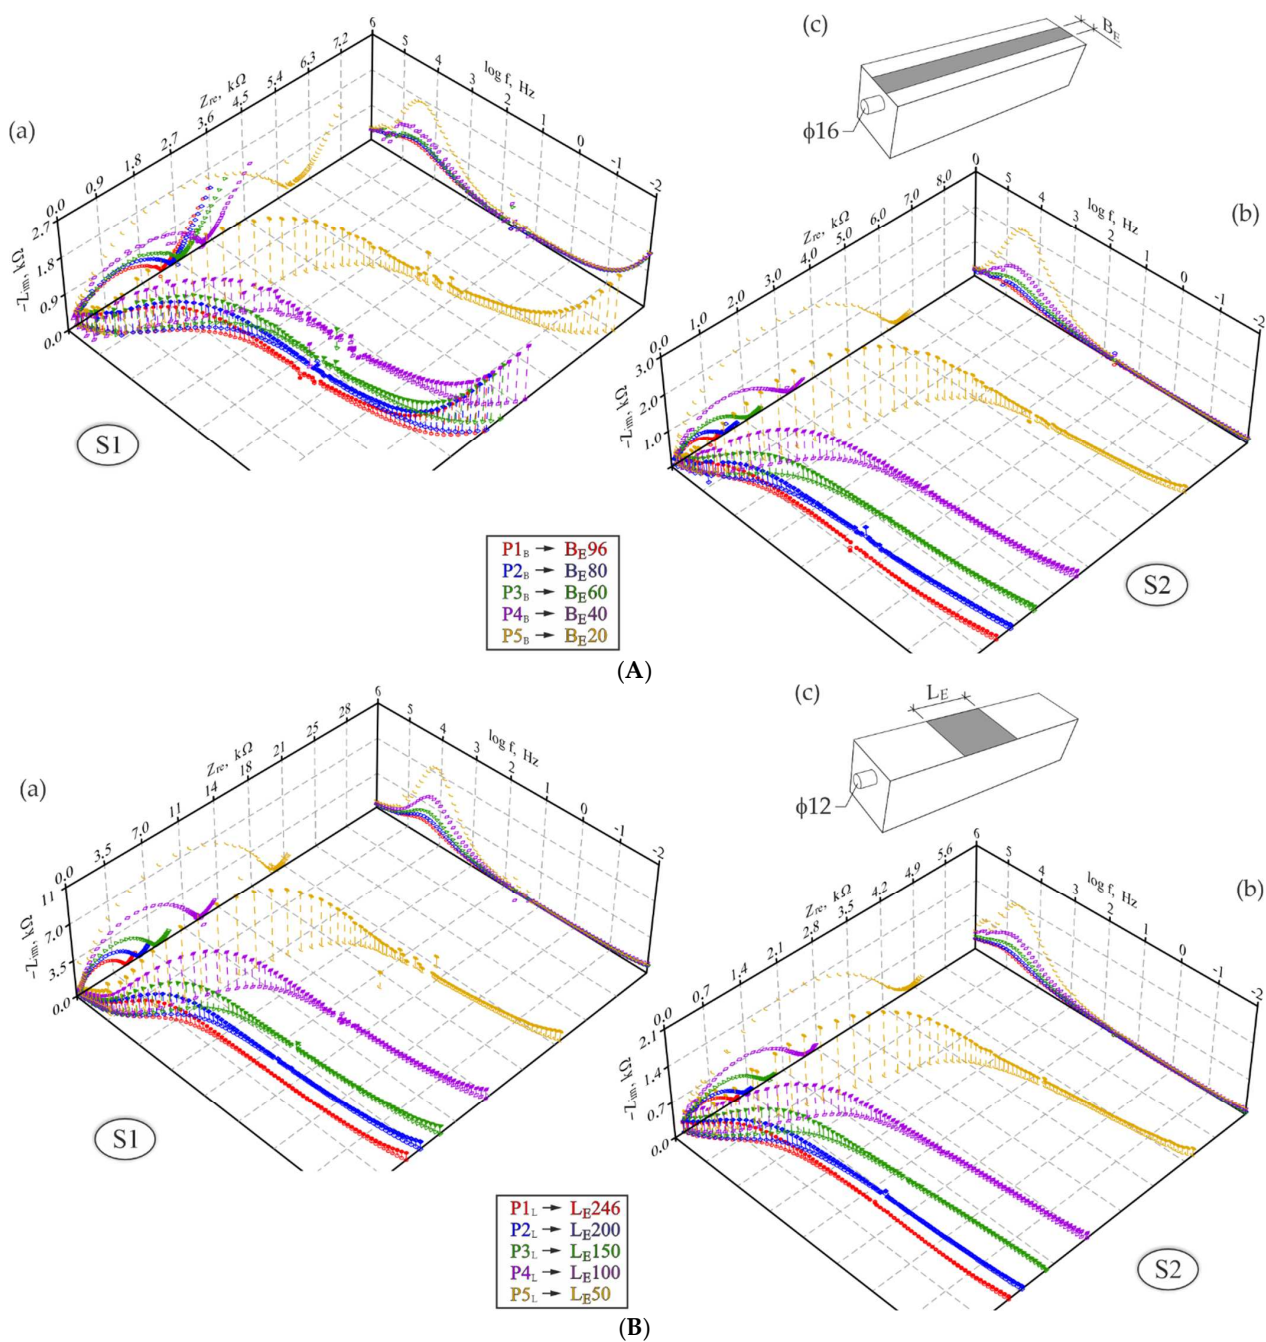 (a)
2.7
1.8
0.9
0.0
-Zim, kΩ
0.0
0.9
1.8
2.7
3.6
4.5
5.4
6.3
7.2
Zre, kΩ
6
5
4
3
2
1
0
-1
-2
log f, Hz
S1
(c)
BE
ϕ16
(b)
3.0
2.0
1.0
-Zim, kΩ
0.0
1.0
2.0
3.0
4.0
5.0
6.0
7.0
8.0
Zre, kΩ
0
5
4
3
2
1
0
-1
-2
log f, Hz
S2
P1B → BE96
P2B → BE80
P3B → BE60
P4B → BE40
P5B → BE20
(A)
(a)
11
7.0
3.5
0.0
-Zim, kΩ
0.0
3.5
7.0
11
14
18
21
25
28
Zre, kΩ
6
5
4
3
2
1
0
-1
-2
log f, Hz
S1
(c)
LE
ϕ12
(b)
2.1
1.4
0.7
0.0
-Zim, kΩ
0.0
0.7
1.4
2.1
2.8
3.5
4.2
4.9
5.6
Zre, kΩ
6
5
4
3
2
1
0
-1
-2
log f, Hz
S2
P1L → LE246
P2L → LE200
P3L → LE150
P4L → LE100
P5L → LE50
(B)